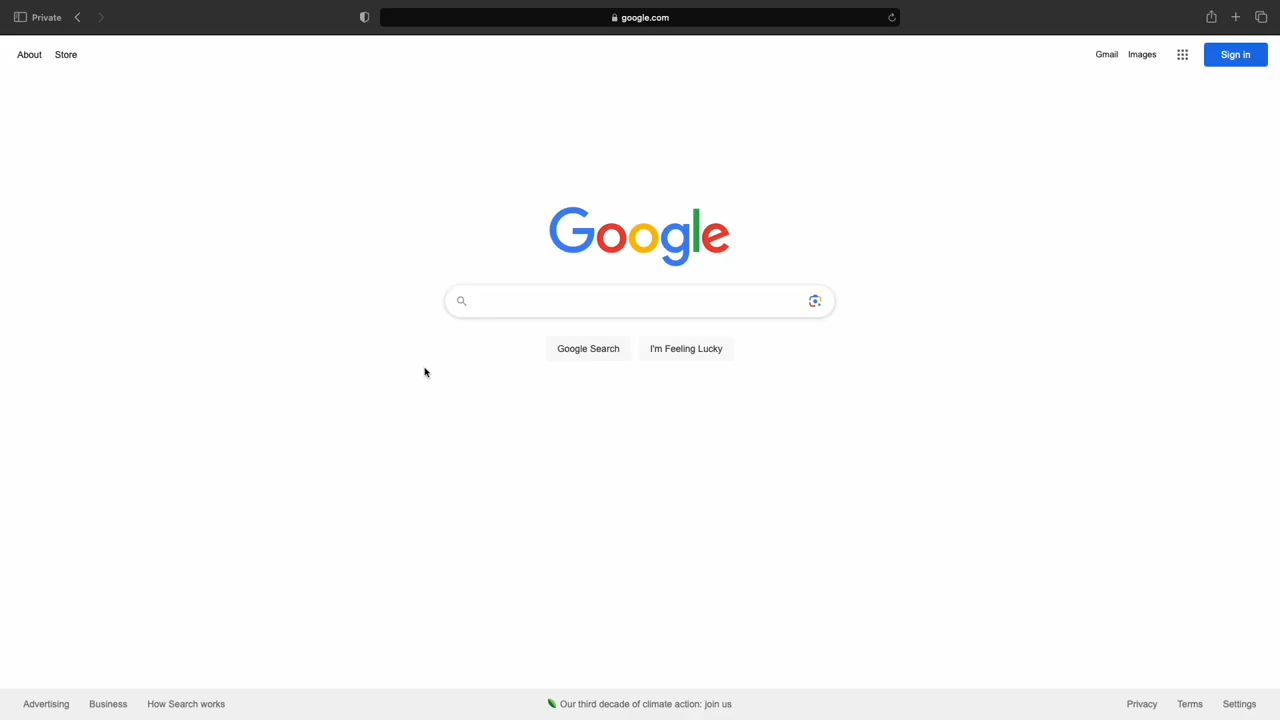 Private
google.com
About Store
Gmail Images
Sign in
Google
Google Search I'm Feeling Lucky
Advertising Business How Search works
Our third decade of climate action: join us
Privacy Terms Settings